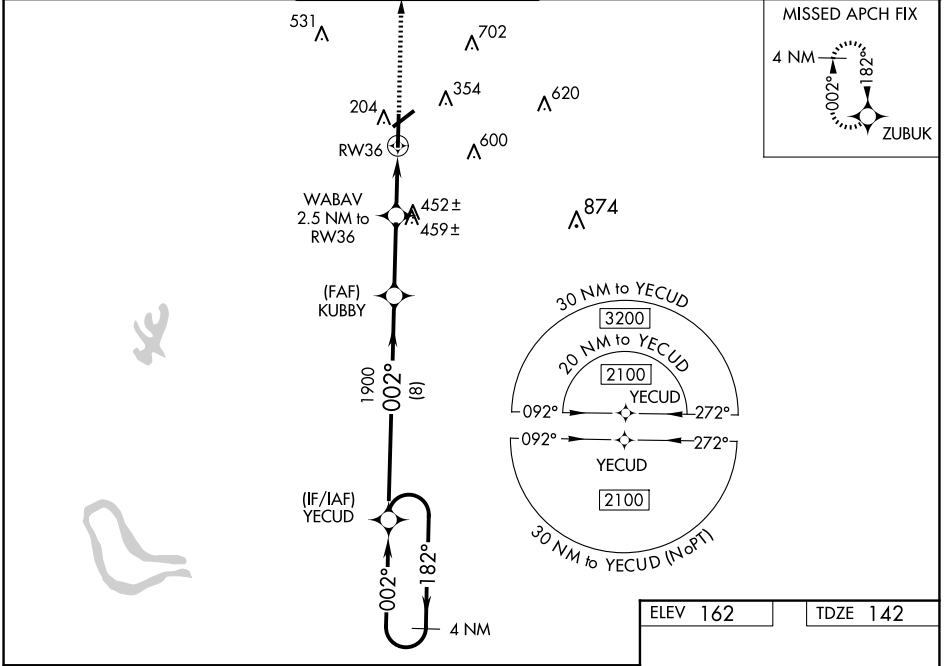 MISSED APCH FIX
4 NM
002°
182°
ZUBUK
531
702
354
620
204
RW36
600
WABAV
2.5 NM to
RW36
452 ±
459 ±
874
(FAF)
KUBBY
1900
002°
(8)
30 NM to YECUD
3200
20 NM to YECUD
2100
YECUD
092°
272°
092°
272°
YECUD
2100
30 NM to YECUD (NoPT)
(IF/IAF)
YECUD
002°
182°
4 NM
ELEV 162
TDZE 142